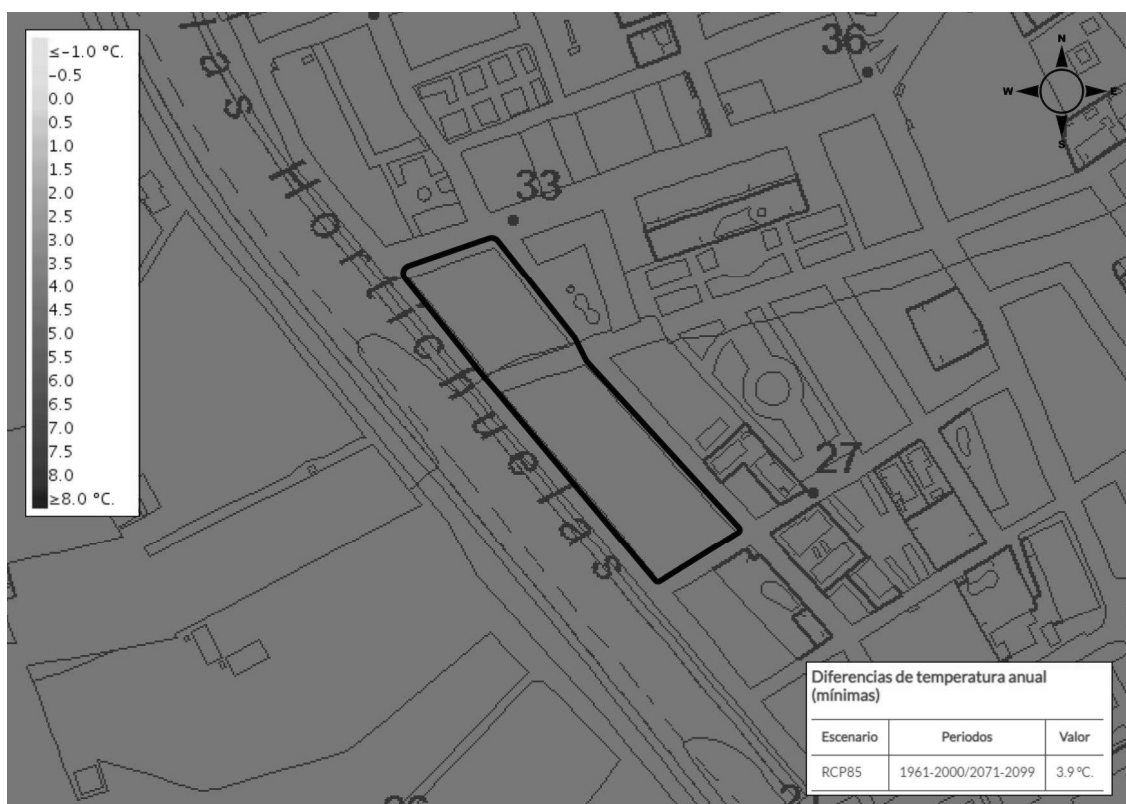 ≤-1.0 °C.
-0.5
0.0
0.5
1.0
1.5
2.0
2.5
3.0
3.5
4.0
4.5
5.0
5.5
6.0
6.5
7.0
7.5
8.0
≥8.0 °C.
36
N
W
E
S
33
tas Hortichuelas
27
Diferencias de temperatura anual
(mínimas)
Escenario Periodos Valor
RCP85 1961-2000/2071-2099 3.9 ºC.